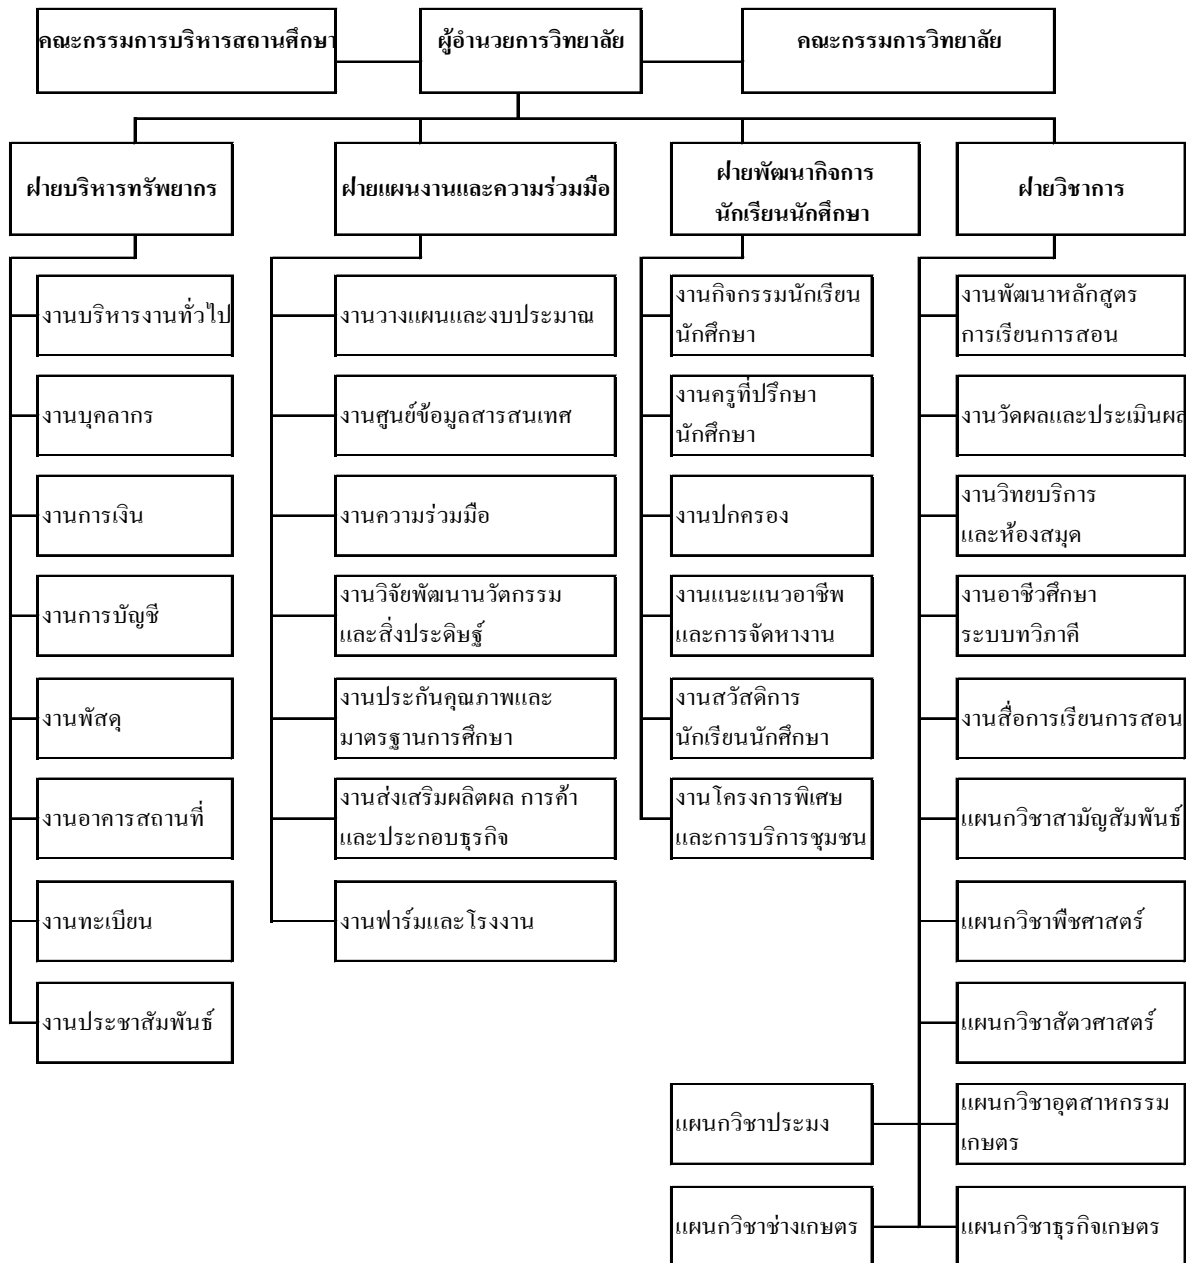 คณะกรรมการบริหารสถานศึกษา
ผู้อำนวยการวิทยาลัย
คณะกรรมการวิทยาลัย
ฝ่ายบริหารทรัพยากร
ฝ่ายแผนงานและความร่วมมือ
ฝ่ายพัฒนากิจการ
นักเรียนนักศึกษา
ฝ่ายวิชาการ
งานบริหารงานทั่วไป
งานบุคลากร
งานการเงิน
งานการบัญชี
งานพัสดุ
งานอาคารสถานที่
งานทะเบียน
งานประชาสัมพันธ์
งานวางแผนและงบประมาณ
งานศูนย์ข้อมูลสารสนเทศ
งานความร่วมมือ
งานวิจัยพัฒนานวัตกรรม
และสิ่งประดิษฐ์
งานประกันคุณภาพและ
มาตรฐานการศึกษา
งานส่งเสริมผลิตผล การค้า
และประกอบธุรกิจ
งานฟาร์มและโรงงาน
งานกิจกรรมนักเรียน
นักศึกษา
งานครูที่ปรึกษา
นักศึกษา
งานปกครอง
งานแนะแนวอาชีพ
และการจัดหางาน
งานสวัสดิการ
นักเรียนนักศึกษา
งานโครงการพิเศษ
และการบริการชุมชน
งานพัฒนาหลักสูตร
การเรียนการสอน
งานวัดผลและประเมินผล
งานวิทยบริการ
และห้องสมุด
งานอาชีวศึกษา
ระบบทวิภาคี
งานสื่อการเรียนการสอน
แผนกวิชาสามัญสัมพันธ์
แผนกวิชาพืชศาสตร์
แผนกวิชาสัตวศาสตร์
แผนกวิชาประมง
แผนกวิชาอุตสาหกรรม
เกษตร
แผนกวิชาช่างเกษตร
แผนกวิชาธุรกิจเกษตร